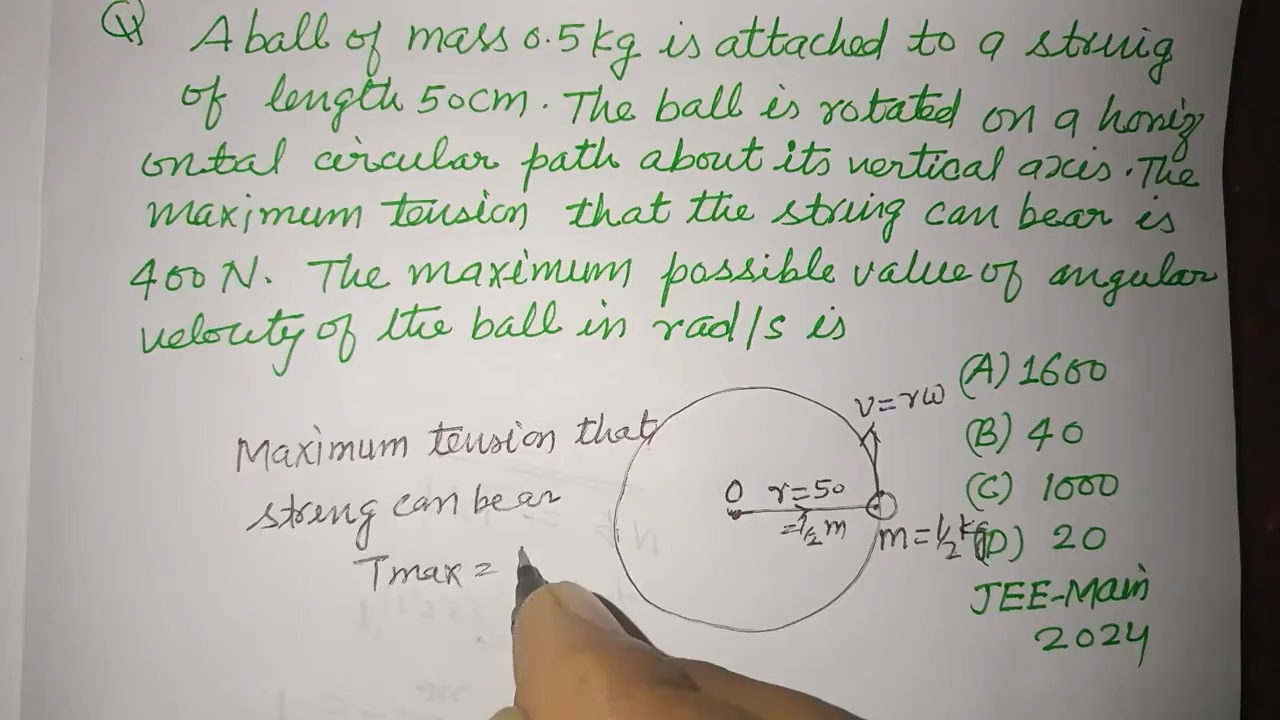 Q A ball of mass 0.5 kg is attached to a string
of length 50cm. The ball is rotated on a horiz
ontal circular path about its vertical axis. The
maximum tension that the string can bear is
400 N. The maximum possible value of angular
velocity of the ball in rad/s is
(A) 1600
(B) 40
(C) 1000
(D) 20
JEE-Main
2024
Maximum tension that
streng can bear
Tmax =
v=rω
O r=50
=1/2 m
m=1/2 kg